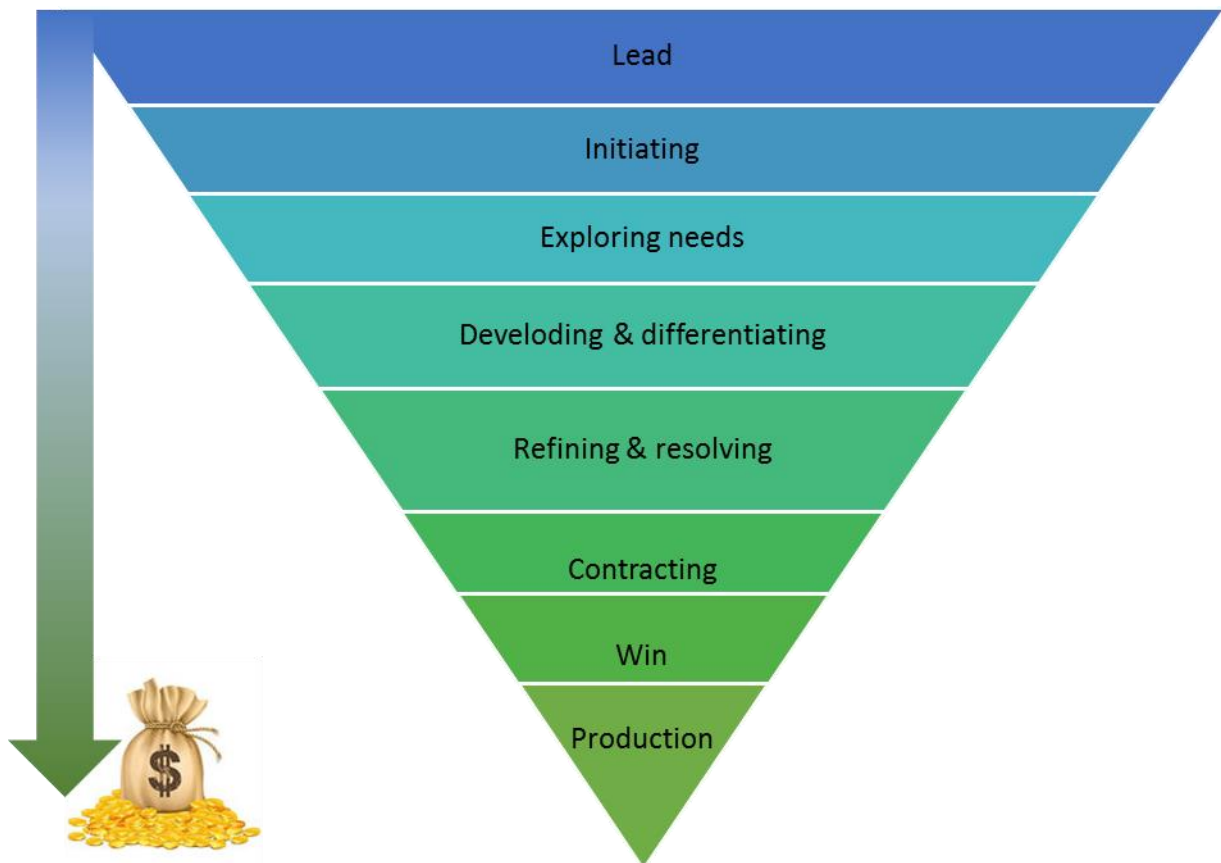 Lead
Initiating
Exploring needs
Develoding & differentiating
Refining & resolving
Contracting
Win
Production
$